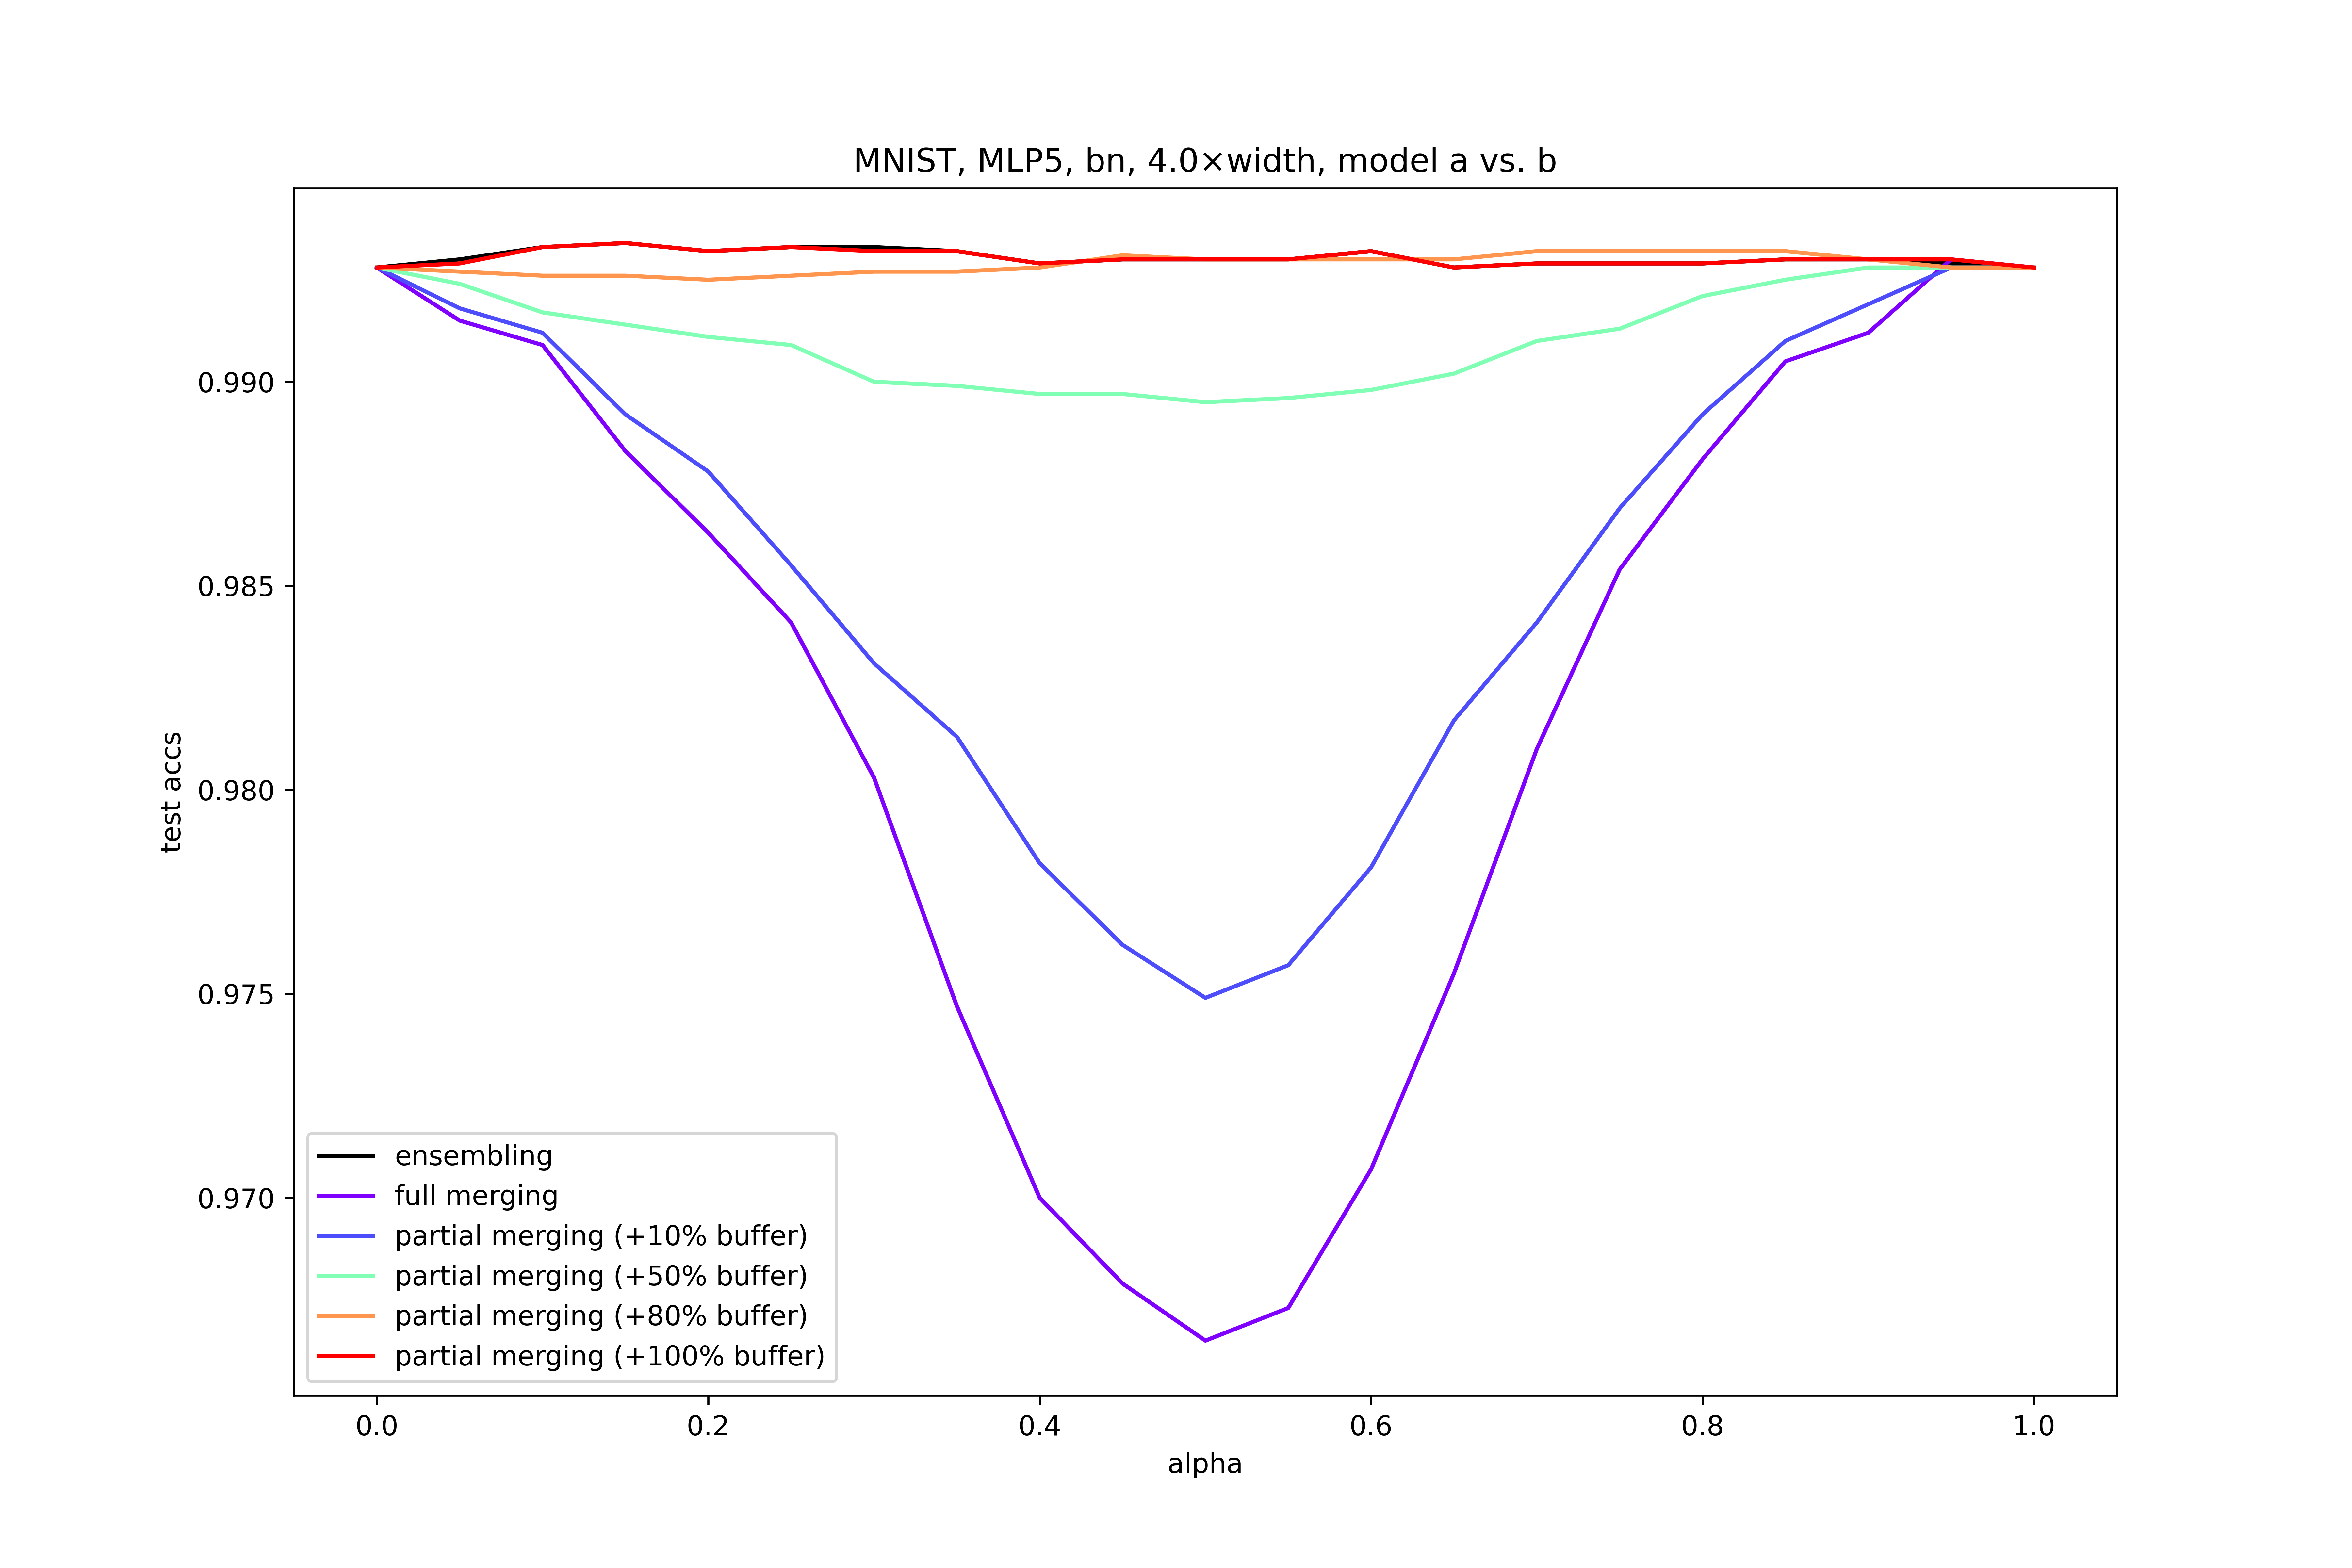 MNIST, MLP5, bn, 4.0×width, model a vs. b
test accs
0.990
0.985
0.980
0.975
0.970
ensembling
full merging
partial merging (+10% buffer)
partial merging (+50% buffer)
partial merging (+80% buffer)
partial merging (+100% buffer)
0.0 0.2 0.4 0.6 0.8 1.0
alpha